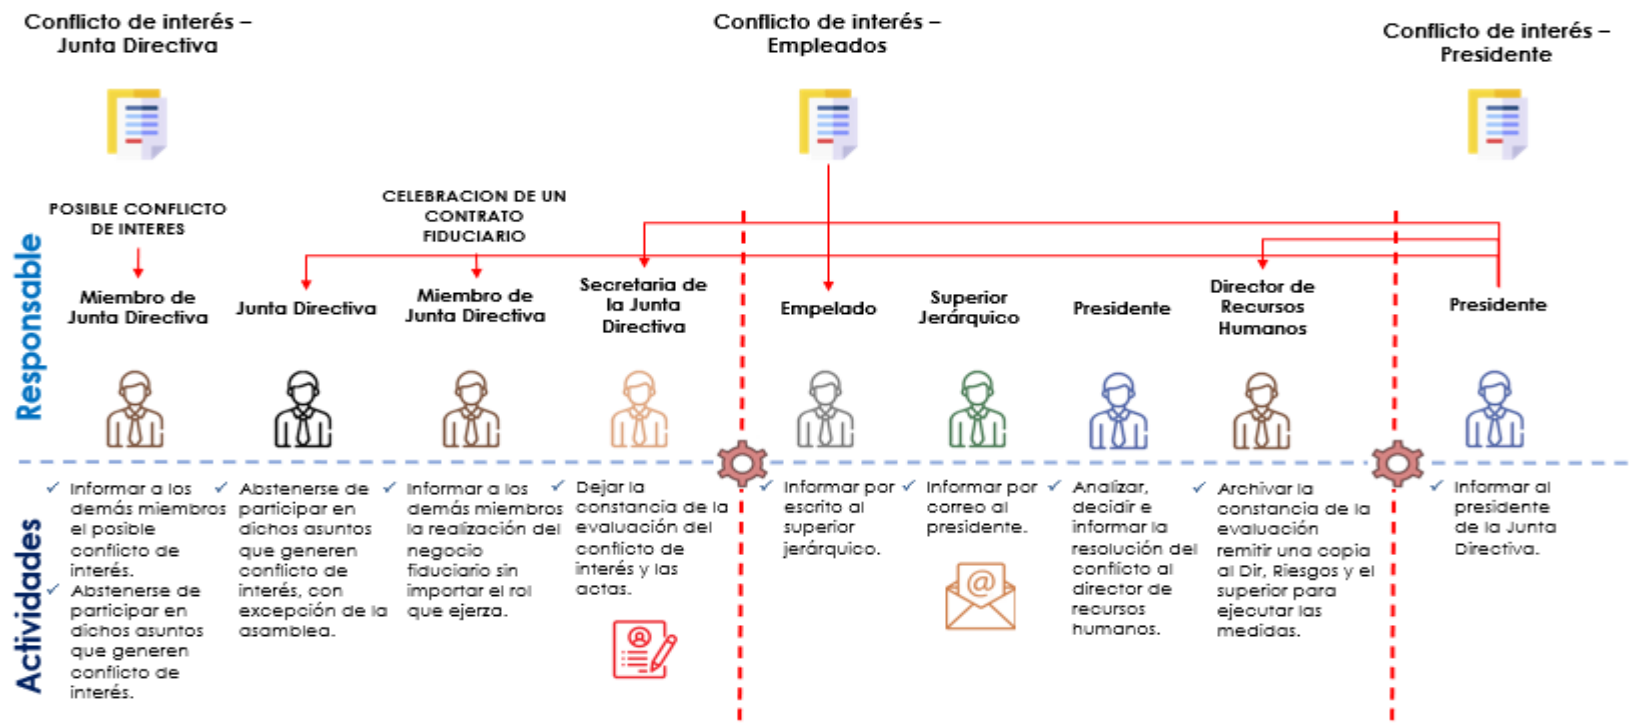 Conflicto de interés –
Junta Directiva
Conflicto de interés –
Empleados
Conflicto de interés –
Presidente
POSIBLE CONFLICTO
DE INTERES
CELEBRACION DE UN
CONTRATO
FIDUCIARIO
Responsable
Miembro de
Junta Directiva
Junta Directiva
Miembro de
Junta Directiva
Secretaria de
la Junta
Directiva
Empelado
Superior
Jerárquico
Presidente
Director de
Recursos
Humanos
Presidente
Actividades
✓ Informar a los
demás miembros
el posible
conflicto de
interés.
✓ Abstenerse de
participar en
dichos asuntos
que generen
conflicto de
interés.
✓ Abstenerse de
participar en
dichos asuntos
que generen
conflicto de
interés, con
excepción de la
asamblea.
✓ Informar a los
demás miembros
la realización del
negocio
fiduciario sin
importar el rol
que ejerza.
✓ Dejar la
constancia de la
evaluación del
conflicto de
interés y las
actas.
✓ Informar por
escrito al
superior
jerárquico.
✓ Informar por
correo al
presidente.
@
✓ Analizar,
decidir e
informar la
resolución del
conflicto al
director de
recursos
humanos.
✓ Archivar la
constancia de la
evaluación
remitir una copia
al Dir, Riesgos y el
superior para
ejecutar las
medidas.
✓ Informar al
presidente
de la Junta
Directiva.